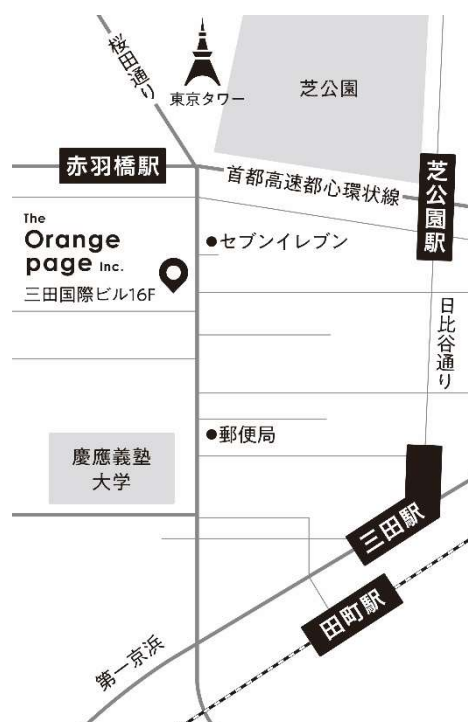 桜田通り
東京タワー
芝公園
赤羽橋駅
首都高速都心環状線
芝公園駅
The
Orange
page Inc.
三田国際ビル16F
●セブンイレブン
日比谷通り
●郵便局
慶應義塾
大学
三田駅
田町駅
第一京浜